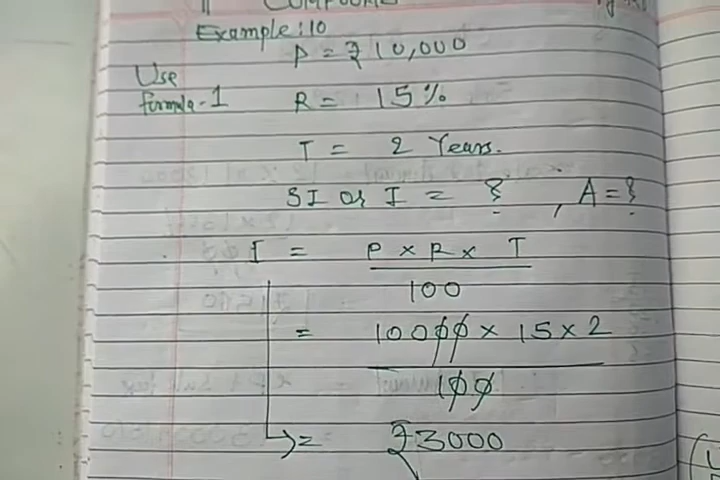 Example:10
P = ₹10,000
Use
formula-1
R = 15%
T = 2 Years.
SI or I = ? , A = ?
I = P × R × T
100
= 10000 × 15 × 2
100
= ₹3000